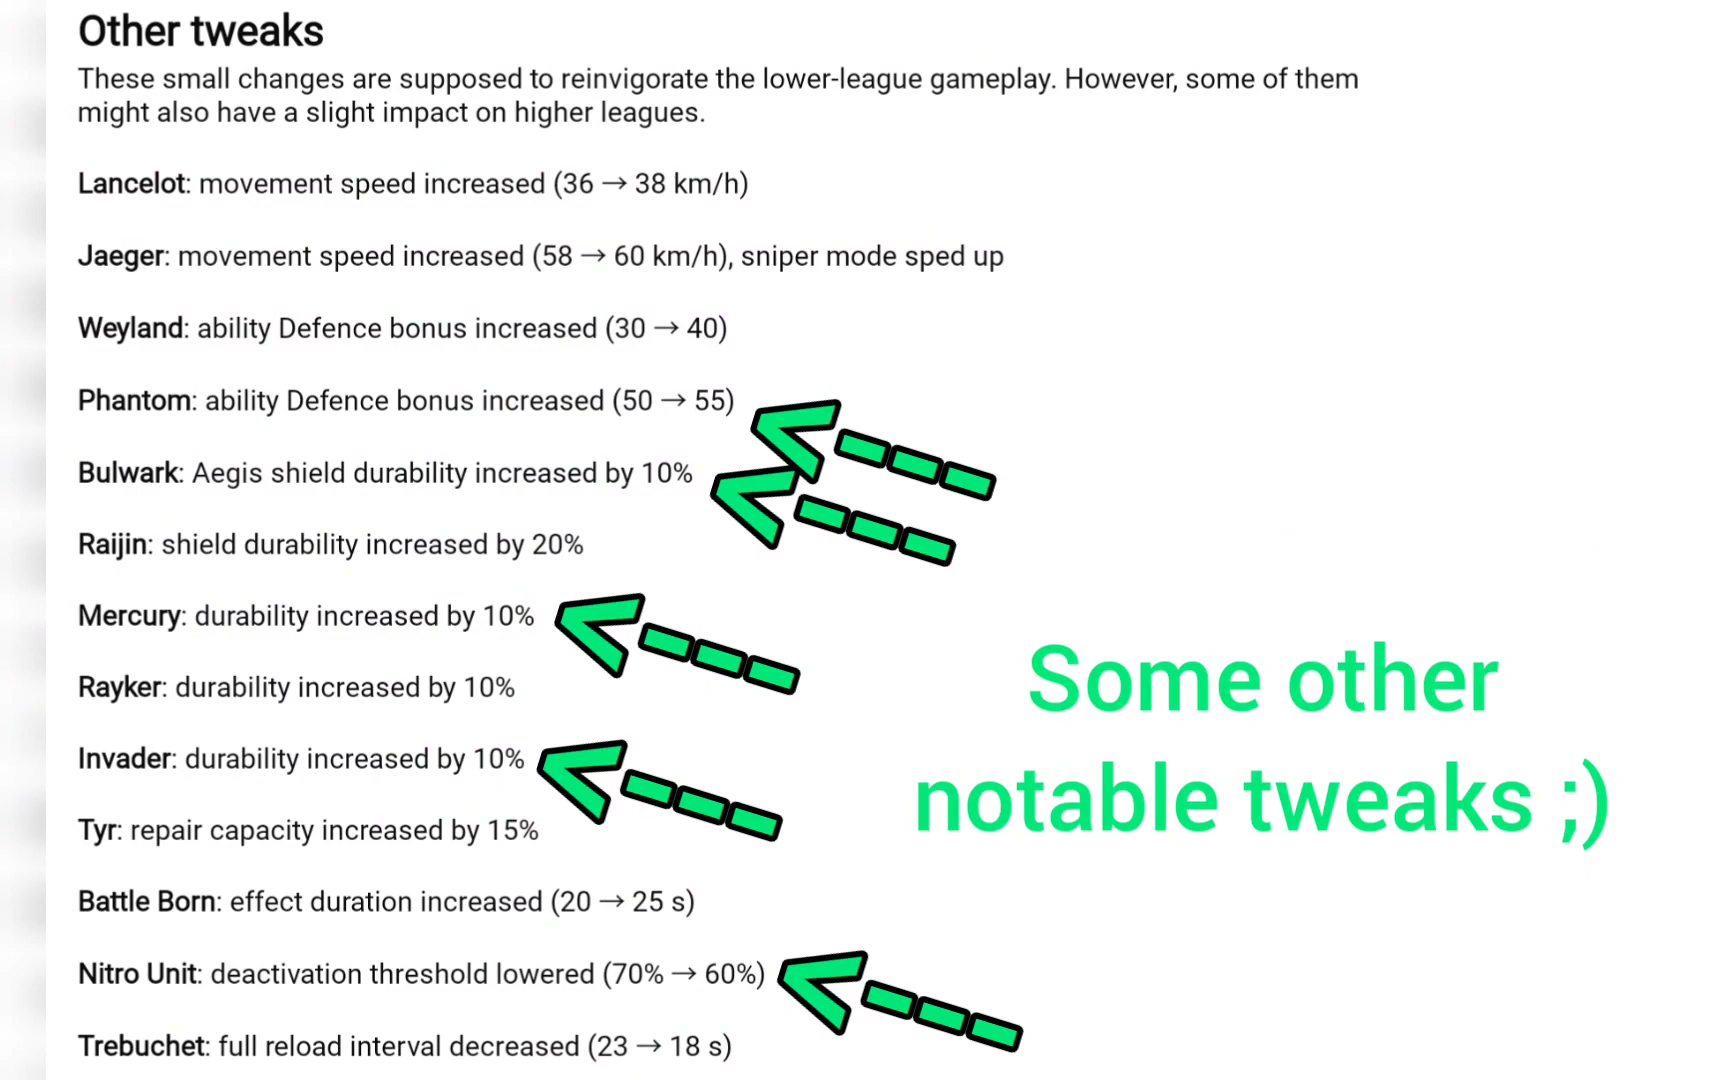 Other tweaks
These small changes are supposed to reinvigorate the lower-league gameplay. However, some of them
might also have a slight impact on higher leagues.
Lancelot: movement speed increased (36 → 38 km/h)
Jaeger: movement speed increased (58 → 60 km/h), sniper mode sped up
Weyland: ability Defence bonus increased (30 → 40)
Phantom: ability Defence bonus increased (50 → 55)
Bulwark: Aegis shield durability increased by 10%
Raijin: shield durability increased by 20%
Mercury: durability increased by 10%
Rayker: durability increased by 10%
Invader: durability increased by 10%
Tyr: repair capacity increased by 15%
Battle Born: effect duration increased (20 → 25 s)
Nitro Unit: deactivation threshold lowered (70% → 60%)
Trebuchet: full reload interval decreased (23 → 18 s)
Some other
notable tweaks ;)